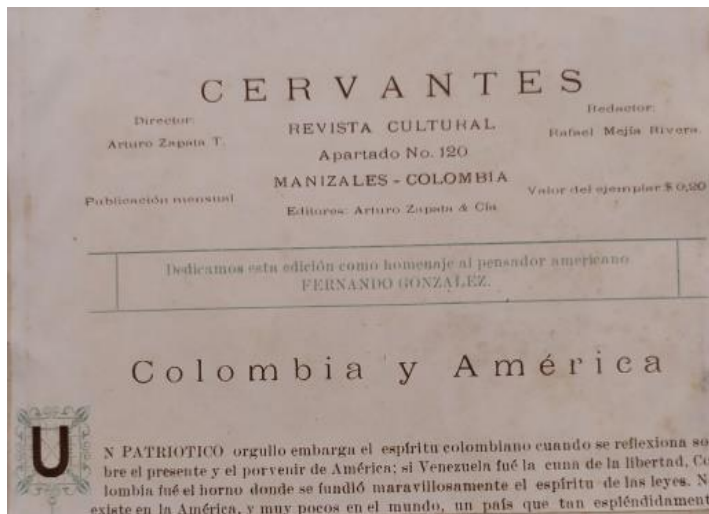 CERVANTES
Director:
Arturo Zapata T.
Publicación mensual
REVISTA CULTURAL
Apartado No. 120
MANIZALES - COLOMBIA
Editores: Arturo Zapata & Cía
Redactor:
Rafael Mejía Rivera.
Valor del ejemplar $ 0,20
Dedicamos esta edición como homenaje al pensador americano
FERNANDO GONZALEZ.
Colombia y América
UN PATRIOTICO orgullo embarga el espíritu colombiano cuando se reflexiona so
bre el presente y el porvenir de América; si Venezuela fué la cuna de la libertad, Co
lombia fué el horno donde se fundió maravillosamente el espíritu de las leyes. N
existe en la América, y muy pocos en el mundo, un país que tan espléndidament